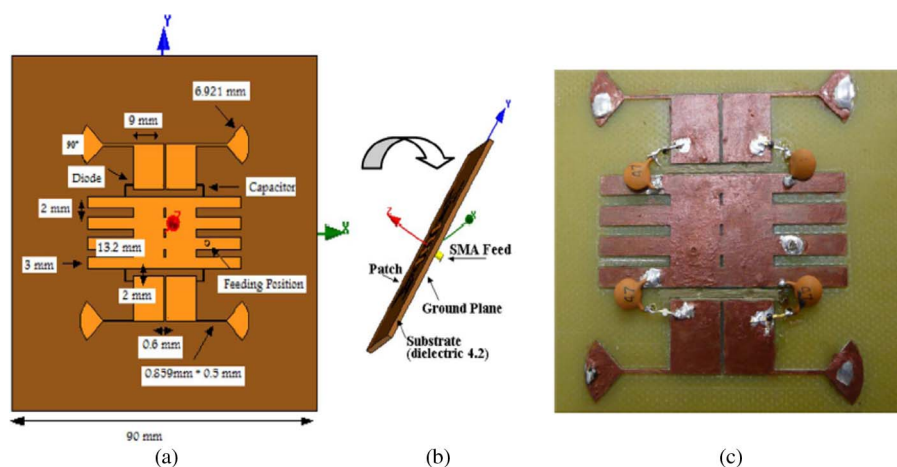 Y
6.921 mm
9 mm
90°
Diode
Capacitor
2 mm
Z
X
13.2 mm
3 mm
2 mm
Feeding Position
0.6 mm
0.859mm * 0.5 mm
90 mm
(a)
Y
Z
X
SMA Feed
Patch
Ground Plane
Substrate
(dielectric 4.2)
(b)
47
47
(c)